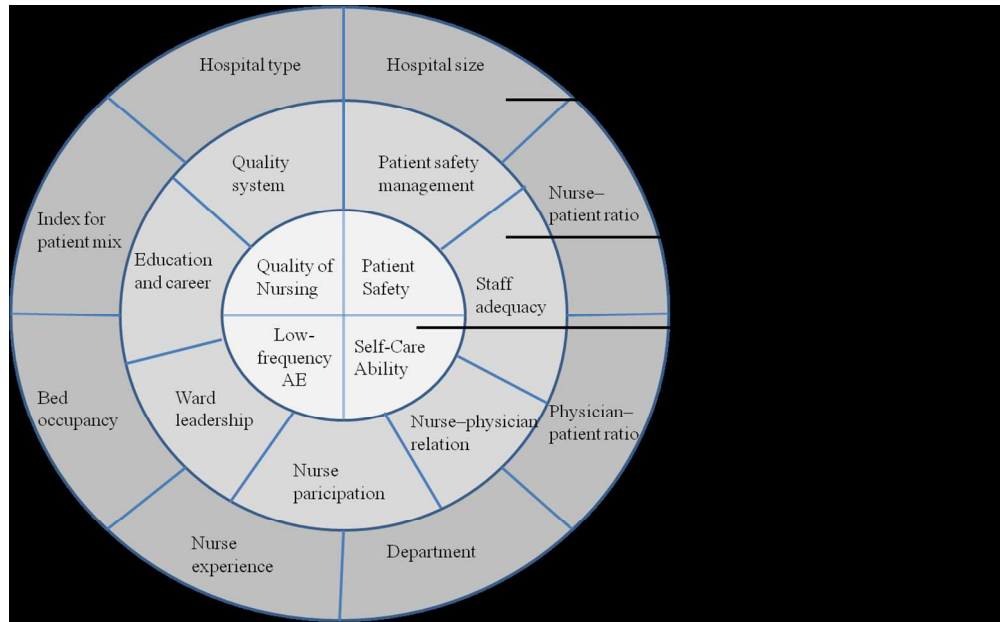 Hospital type
Hospital size
Quality
system
Patient safety
management
Nurse–
patient ratio
Index for
patient mix
Education
and career
Quality of
Nursing
Patient
Safety
Staff
adequacy
Low-
frequency
AE
Self-Care
Ability
Bed
occupancy
Ward
leadership
Nurse–physician
relation
Physician–
patient ratio
Nurse
paricipation
Nurse
experience
Department